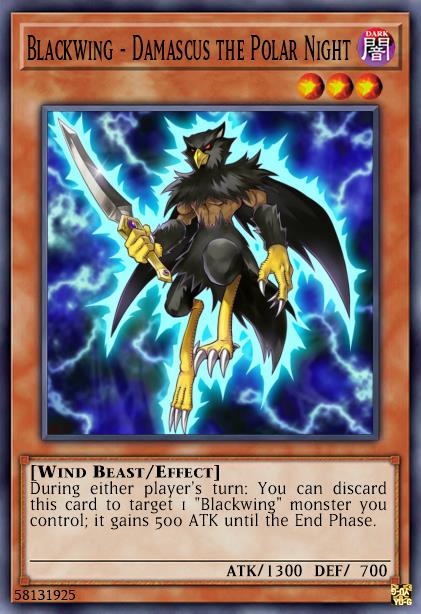 Blackwing - Damascus the Polar Night
DARK
闇
[Wind Beast/Effect]
During either player's turn: You can discard
this card to target 1 "Blackwing" monster you
control; it gains 500 ATK until the End Phase.
ATK/1300 DEF/ 700
58131925